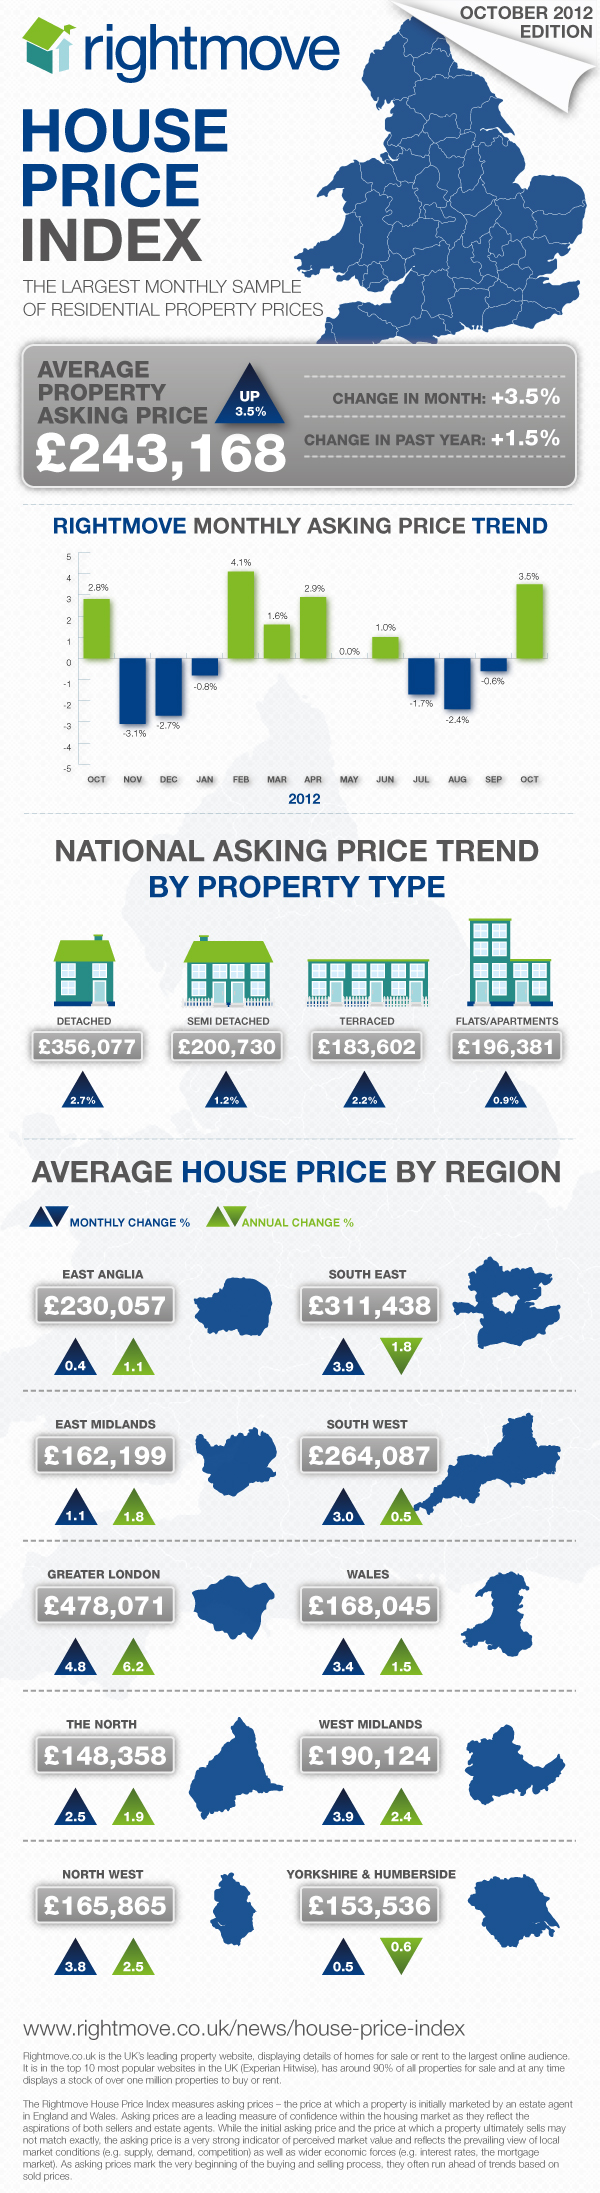 OCTOBER 2012
EDITION
rightmove
HOUSE
PRICE
INDEX
THE LARGEST MONTHLY SAMPLE
OF RESIDENTIAL PROPERTY PRICES
AVERAGE
PROPERTY
ASKING PRICE
£243,168
UP
3.5%
CHANGE IN MONTH: +3.5%
CHANGE IN PAST YEAR: +1.5%
RIGHTMOVE MONTHLY ASKING PRICE TREND
5
4
3
2
1
0
-1
-2
-3
-4
-5
2.8%
-3.1%
-2.7%
-0.8%
4.1%
1.6%
2.9%
0.0%
1.0%
-1.7%
-2.4%
-0.6%
3.5%
OCT NOV DEC JAN FEB MAR APR MAY JUN JUL AUG SEP OCT
2012
NATIONAL ASKING PRICE TREND
BY PROPERTY TYPE
DETACHED SEMI DETACHED TERRACED FLATS/APARTMENTS
£356,077 £200,730 £183,602 £196,381
2.7% 1.2% 2.2% 0.9%
AVERAGE HOUSE PRICE BY REGION
MONTHLY CHANGE % ANNUAL CHANGE %
EAST ANGLIA
£230,057
0.4 1.1
SOUTH EAST
£311,438
3.9 1.8
EAST MIDLANDS
£162,199
1.1 1.8
SOUTH WEST
£264,087
3.0 0.5
GREATER LONDON
£478,071
4.8 6.2
WALES
£168,045
3.4 1.5
THE NORTH
£148,358
2.5 1.9
WEST MIDLANDS
£190,124
3.9 2.4
NORTH WEST
£165,865
3.8 2.5
YORKSHIRE & HUMBERSIDE
£153,536
0.5 0.6
www.rightmove.co.uk/news/house-price-index
Rightmove.co.uk is the UK's leading property website, displaying details of homes for sale or rent to the largest online audience.
It is in the top 10 most popular websites in the UK (Experian Hitwise), has around 90% of all properties for sale and at any time
displays a stock of over one million properties to buy or rent.
The Rightmove House Price Index measures asking prices – the price at which a property is initially marketed by an estate agent
in England and Wales. Asking prices are a leading measure of confidence within the housing market as they reflect the
aspirations of both sellers and estate agents. While the initial asking price and the price at which a property ultimately sells may
not match exactly, the asking price is a very strong indicator of perceived market value and reflects the prevailing view of local
market conditions (e.g. supply, demand, competition) as well as wider economic forces (e.g. interest rates, the mortgage
market). As asking prices mark the very beginning of the buying and selling process, they often run ahead of trends based on
sold prices.